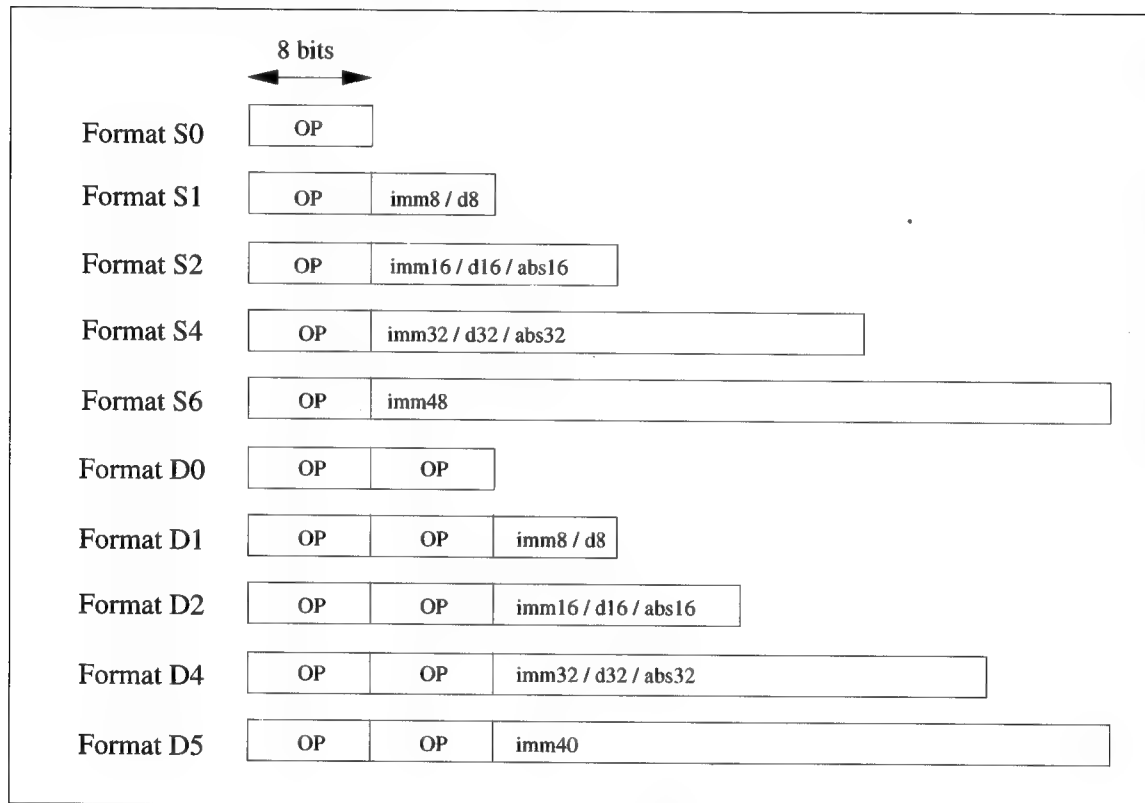 8 bits
Format S0 OP
Format S1 OP imm8 / d8
Format S2 OP imm16 / d16 / abs16
Format S4 OP imm32 / d32 / abs32
Format S6 OP imm48
Format D0 OP OP
Format D1 OP OP imm8 / d8
Format D2 OP OP imm16 / d16 / abs16
Format D4 OP OP imm32 / d32 / abs32
Format D5 OP OP imm40